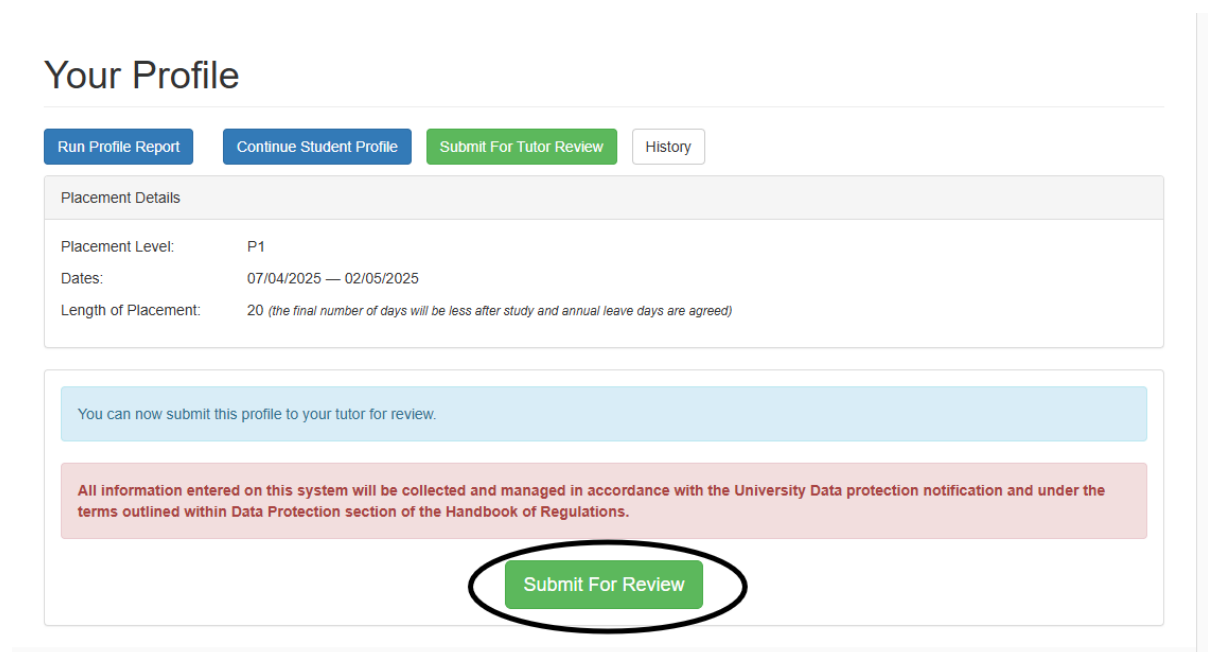 Your Profile
Run Profile Report Continue Student Profile Submit For Tutor Review History
Placement Details
Placement Level: P1
Dates: 07/04/2025 — 02/05/2025
Length of Placement: 20 (the final number of days will be less after study and annual leave days are agreed)
You can now submit this profile to your tutor for review.
All information entered on this system will be collected and managed in accordance with the University Data protection notification and under the
terms outlined within Data Protection section of the Handbook of Regulations.
Submit For Review